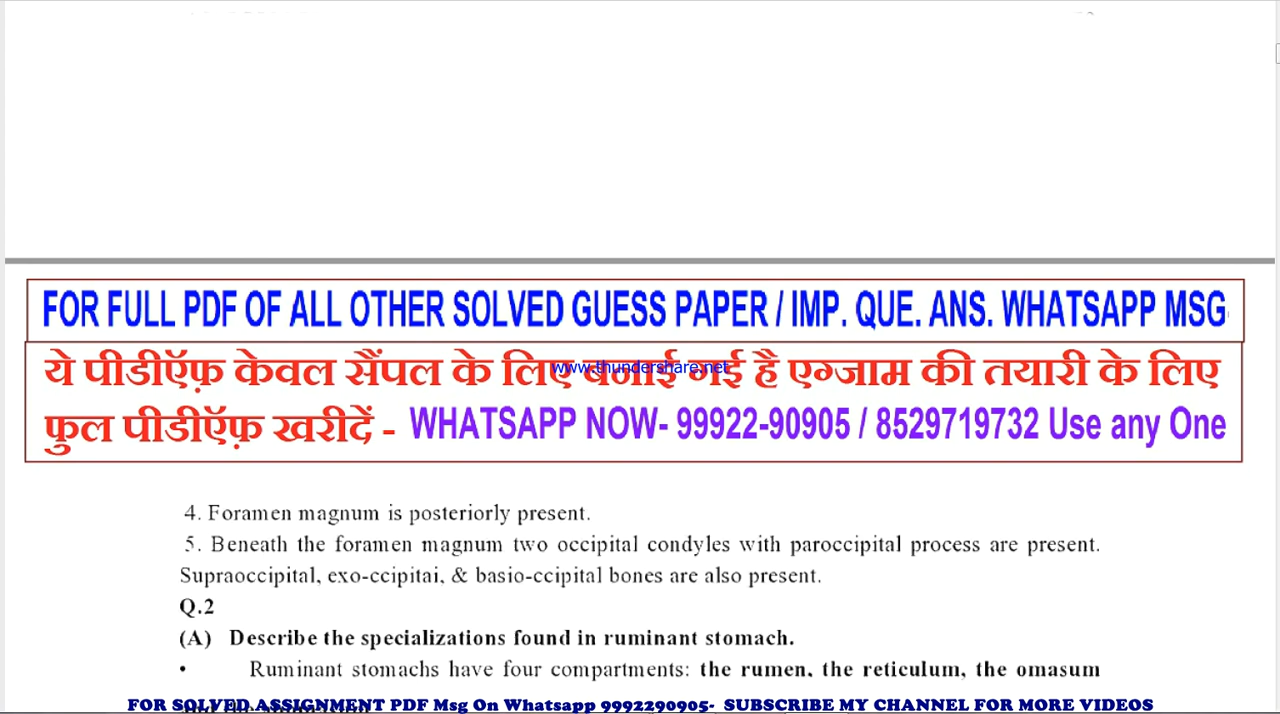 FOR FULL PDF OF ALL OTHER SOLVED GUESS PAPER / IMP. QUE. ANS. WHATSAPP MSG
ये पीडीऍफ़ केवल सैंपल के लिए बनाई गई है एग्जाम की तयारी के लिए
www.thundershare.net
फुल पीडीऍफ़ खरीदें - WHATSAPP NOW- 99922-90905 / 8529719732 Use any One
4. Foramen magnum is posteriorly present.
5. Beneath the foramen magnum two occipital condyles with paroccipital process are present.
Supraoccipital, exo-ccipitai, & basio-ccipital bones are also present.
Q.2
(A) Describe the specializations found in ruminant stomach.
• Ruminant stomachs have four compartments: the rumen, the reticulum, the omasum
FOR SOLVED ASSIGNMENT PDF Msg On Whatsapp 9992290905- SUBSCRIBE MY CHANNEL FOR MORE VIDEOS